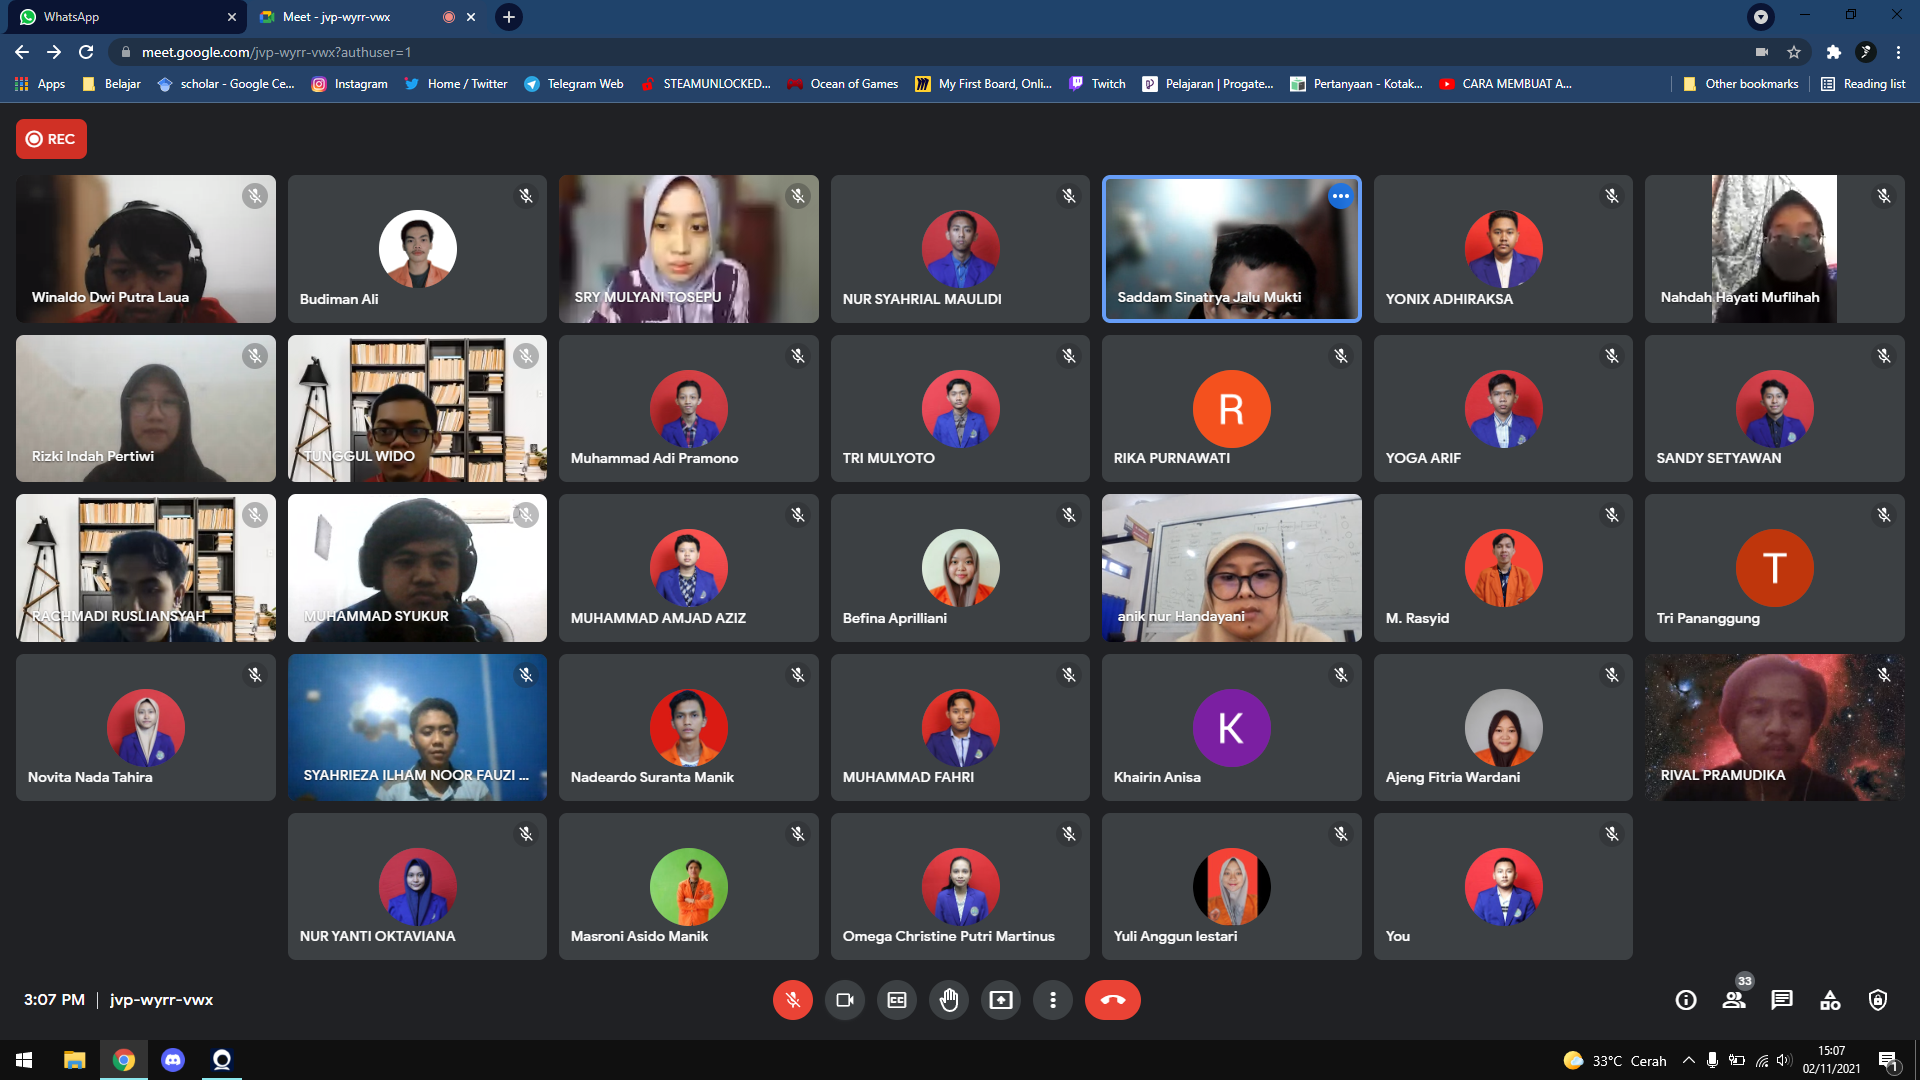 WhatsApp
Meet - jvp-wyrr-vwx
meet.google.com/jvp-wyrr-vwx?authuser=1
Apps
Belajar
scholar - Google Ce...
Instagram
Home / Twitter
Telegram Web
STEAMUNLOCKED...
Ocean of Games
My First Board, Onli...
Twitch
Pelajaran | Progate...
Pertanyaan - Kotak...
CARA MEMBUAT A...
Other bookmarks
Reading list
REC
Winaldo Dwi Putra Laua
Budiman Ali
SRY MULYANI TOSEPU
NUR SYAHRIAL MAULIDI
Saddam Sinatrya Jalu Mukti
YONIX ADHIRAKSA
Nahdah Hayati Muflihah
Rizki Indah Pertiwi
TUNGGUL WIDO
Muhammad Adi Pramono
TRI MULYOTO
R
RIKA PURNAWATI
YOGA ARIF
SANDY SETYAWAN
RACHMADI RUSLIANSYAH
MUHAMMAD SYUKUR
MUHAMMAD AMJAD AZIZ
Befina Aprilliani
anik nur Handayani
M. Rasyid
T
Tri Pananggung
Novita Nada Tahira
SYAHRIEZA ILHAM NOOR FAUZI ...
Nadeardo Suranta Manik
MUHAMMAD FAHRI
K
Khairin Anisa
Ajeng Fitria Wardani
RIVAL PRAMUDIKA
NUR YANTI OKTAVIANA
Masroni Asido Manik
Omega Christine Putri Martinus
Yuli Anggun lestari
You
3:07 PM | jvp-wyrr-vwx
33
33°C Cerah
15:07
02/11/2021
1